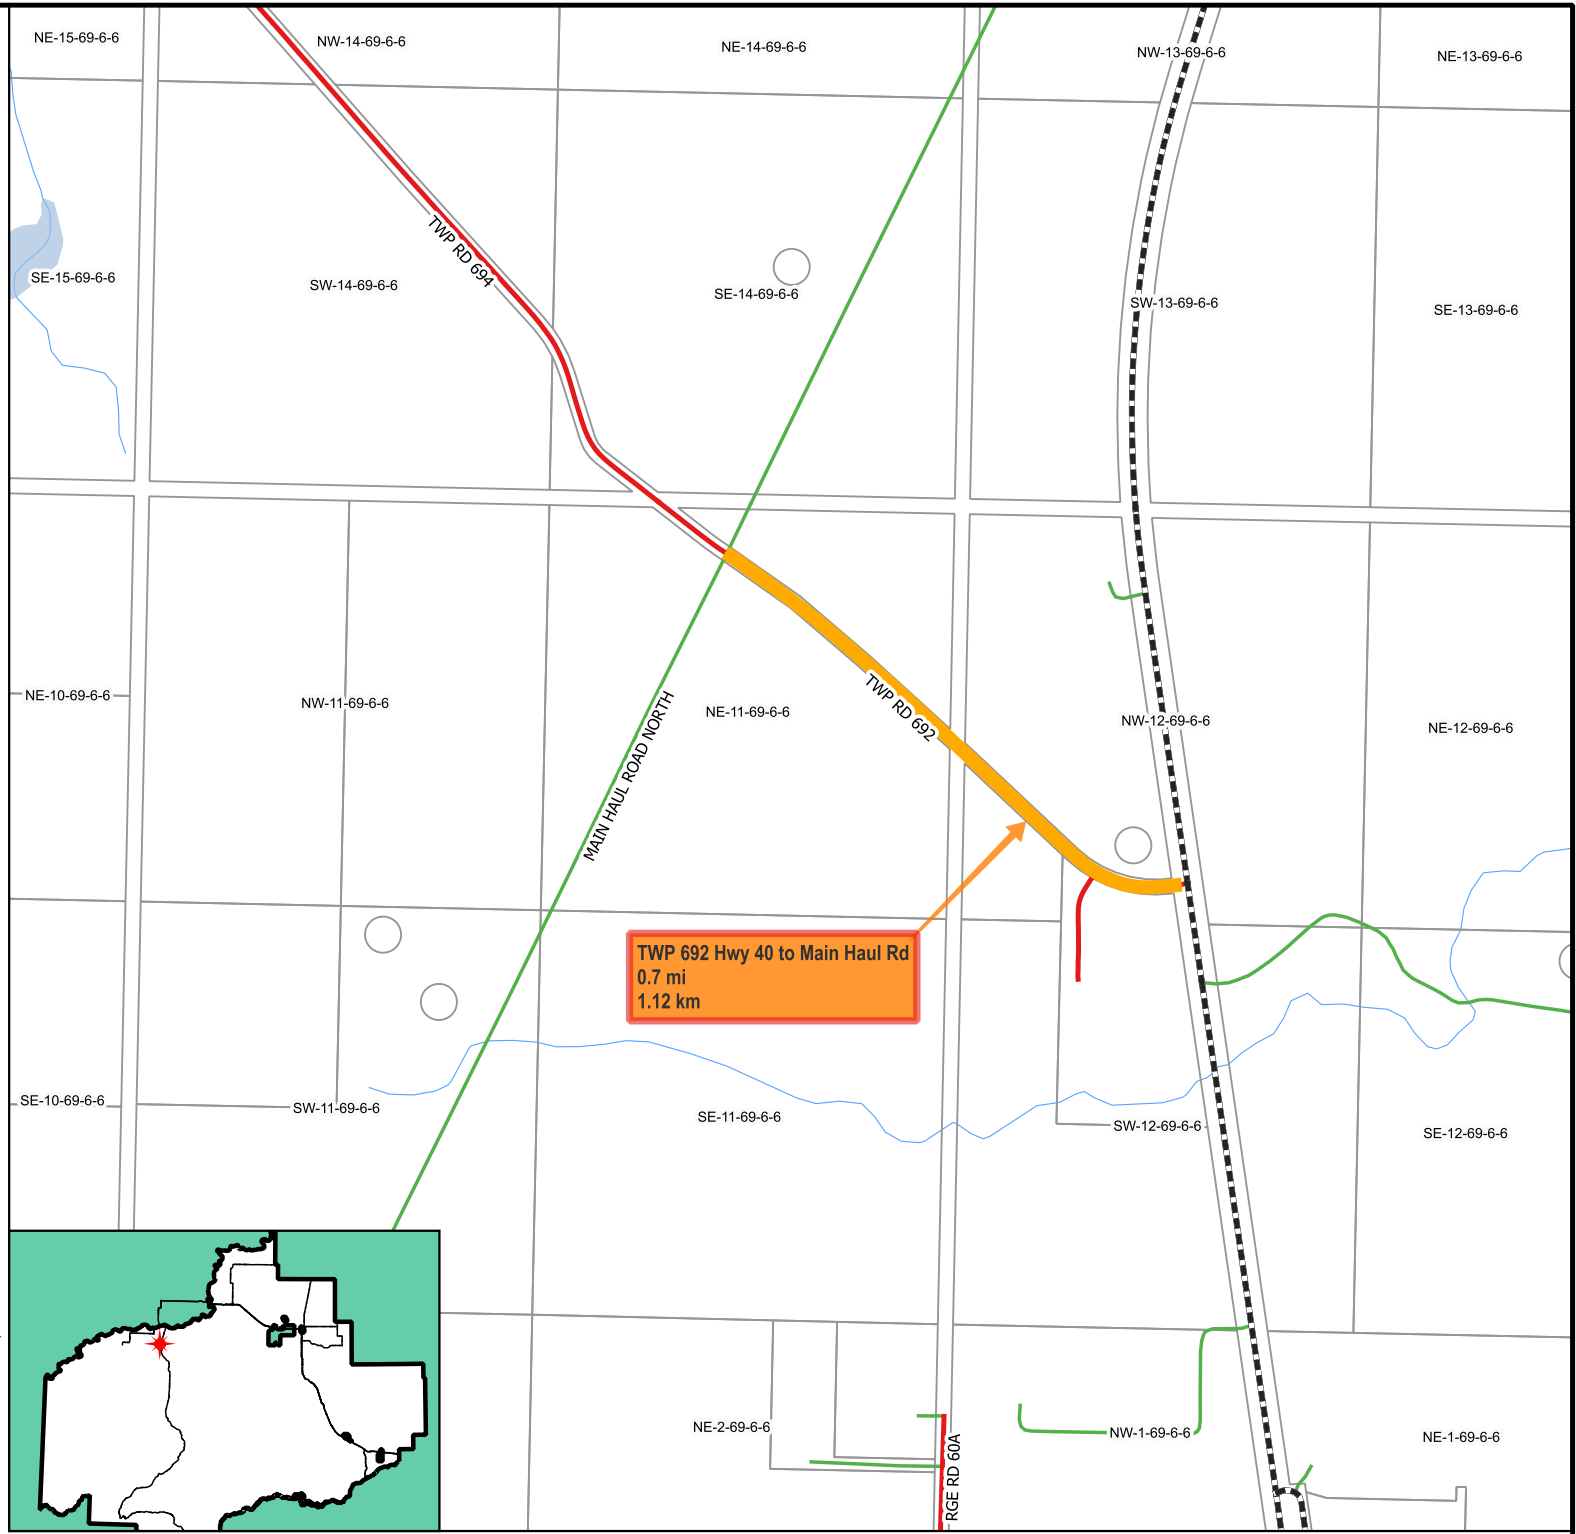 NE-15-69-6-6
NW-14-69-6-6
NE-14-69-6-6
NW-13-69-6-6
NE-13-69-6-6
TWP RD 694
SE-15-69-6-6
SW-14-69-6-6
SE-14-69-6-6
SW-13-69-6-6
SE-13-69-6-6
NE-10-69-6-6
NW-11-69-6-6
MAIN HAUL ROAD NORTH
NE-11-69-6-6
TWP RD 692
NW-12-69-6-6
NE-12-69-6-6
TWP 692 Hwy 40 to Main Haul Rd
0.7 mi
1.12 km
SE-10-69-6-6
SW-11-69-6-6
SE-11-69-6-6
SW-12-69-6-6
SE-12-69-6-6
NE-2-69-6-6
RGE RD 60A
NW-1-69-6-6
NE-1-69-6-6